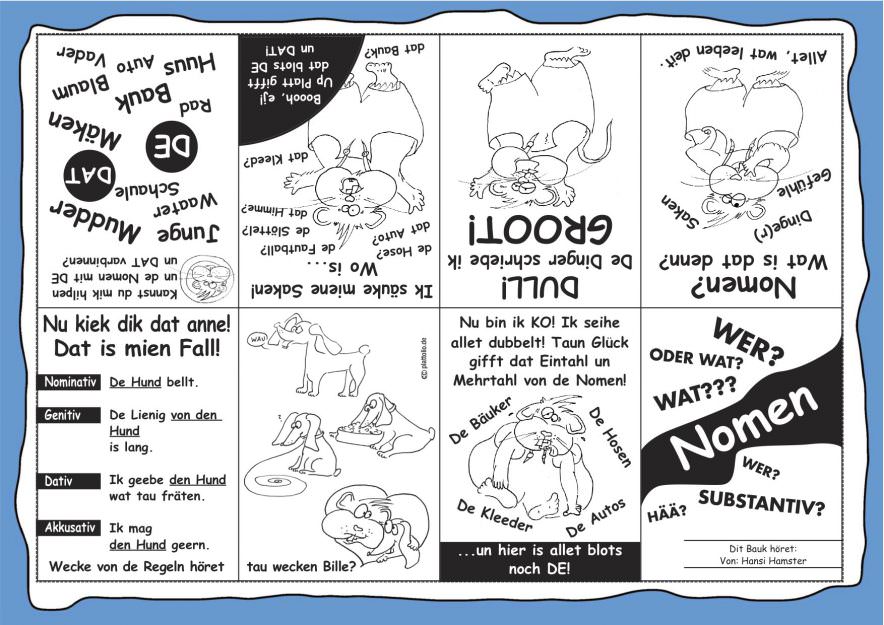 Kannst du mik hilpen
un de Nomen mit DE
un DAT varbinnen?
Junge
Mudder
Waater
Schaule
DE
DAT
Mäken
Rad
Bauk
Blaum
Huus
Auto
Vader
Ik säuke miene Saken!
Wo is...
de Hose?
de Fautball?
dat Auto?
de Slöttel?!
dat Himme?
dat Kleed?
dat Bauk?
Boooh, ej!
Up Platt gifft
dat blots DE
un DAT!
DULL!
De Dinger schriebe ik
GROOT!
Nomen?
Wat is dat denn?
Dinge(r)
Saken
Gefühle
Allet, wat leeben deit.
Nu kiek dik dat anne!
Dat is mien Fall!
Nominativ De Hund bellt.
Genitiv De Lienig von den
Hund
is lang.
Dativ Ik geebe den Hund
wat tau fräten.
Akkusativ Ik mag
den Hund geern.
Wecke von de Regeln höret
WAU
?
plattolio.de
tau wecken Bille?
Nu bin ik KO! Ik seihe
allet dubbelt! Taun Glück
gifft dat Eintahl un
Mehrtahl von de Nomen!
De Bäuker
De Hosen
De Kleeder
De Autos
...un hier is allet blots
noch DE!
WER?
ODER WAT?
WAT???
Nomen
WER?
SUBSTANTIV?
HÄÄ?
Dit Bauk höret:
Von: Hansi Hamster